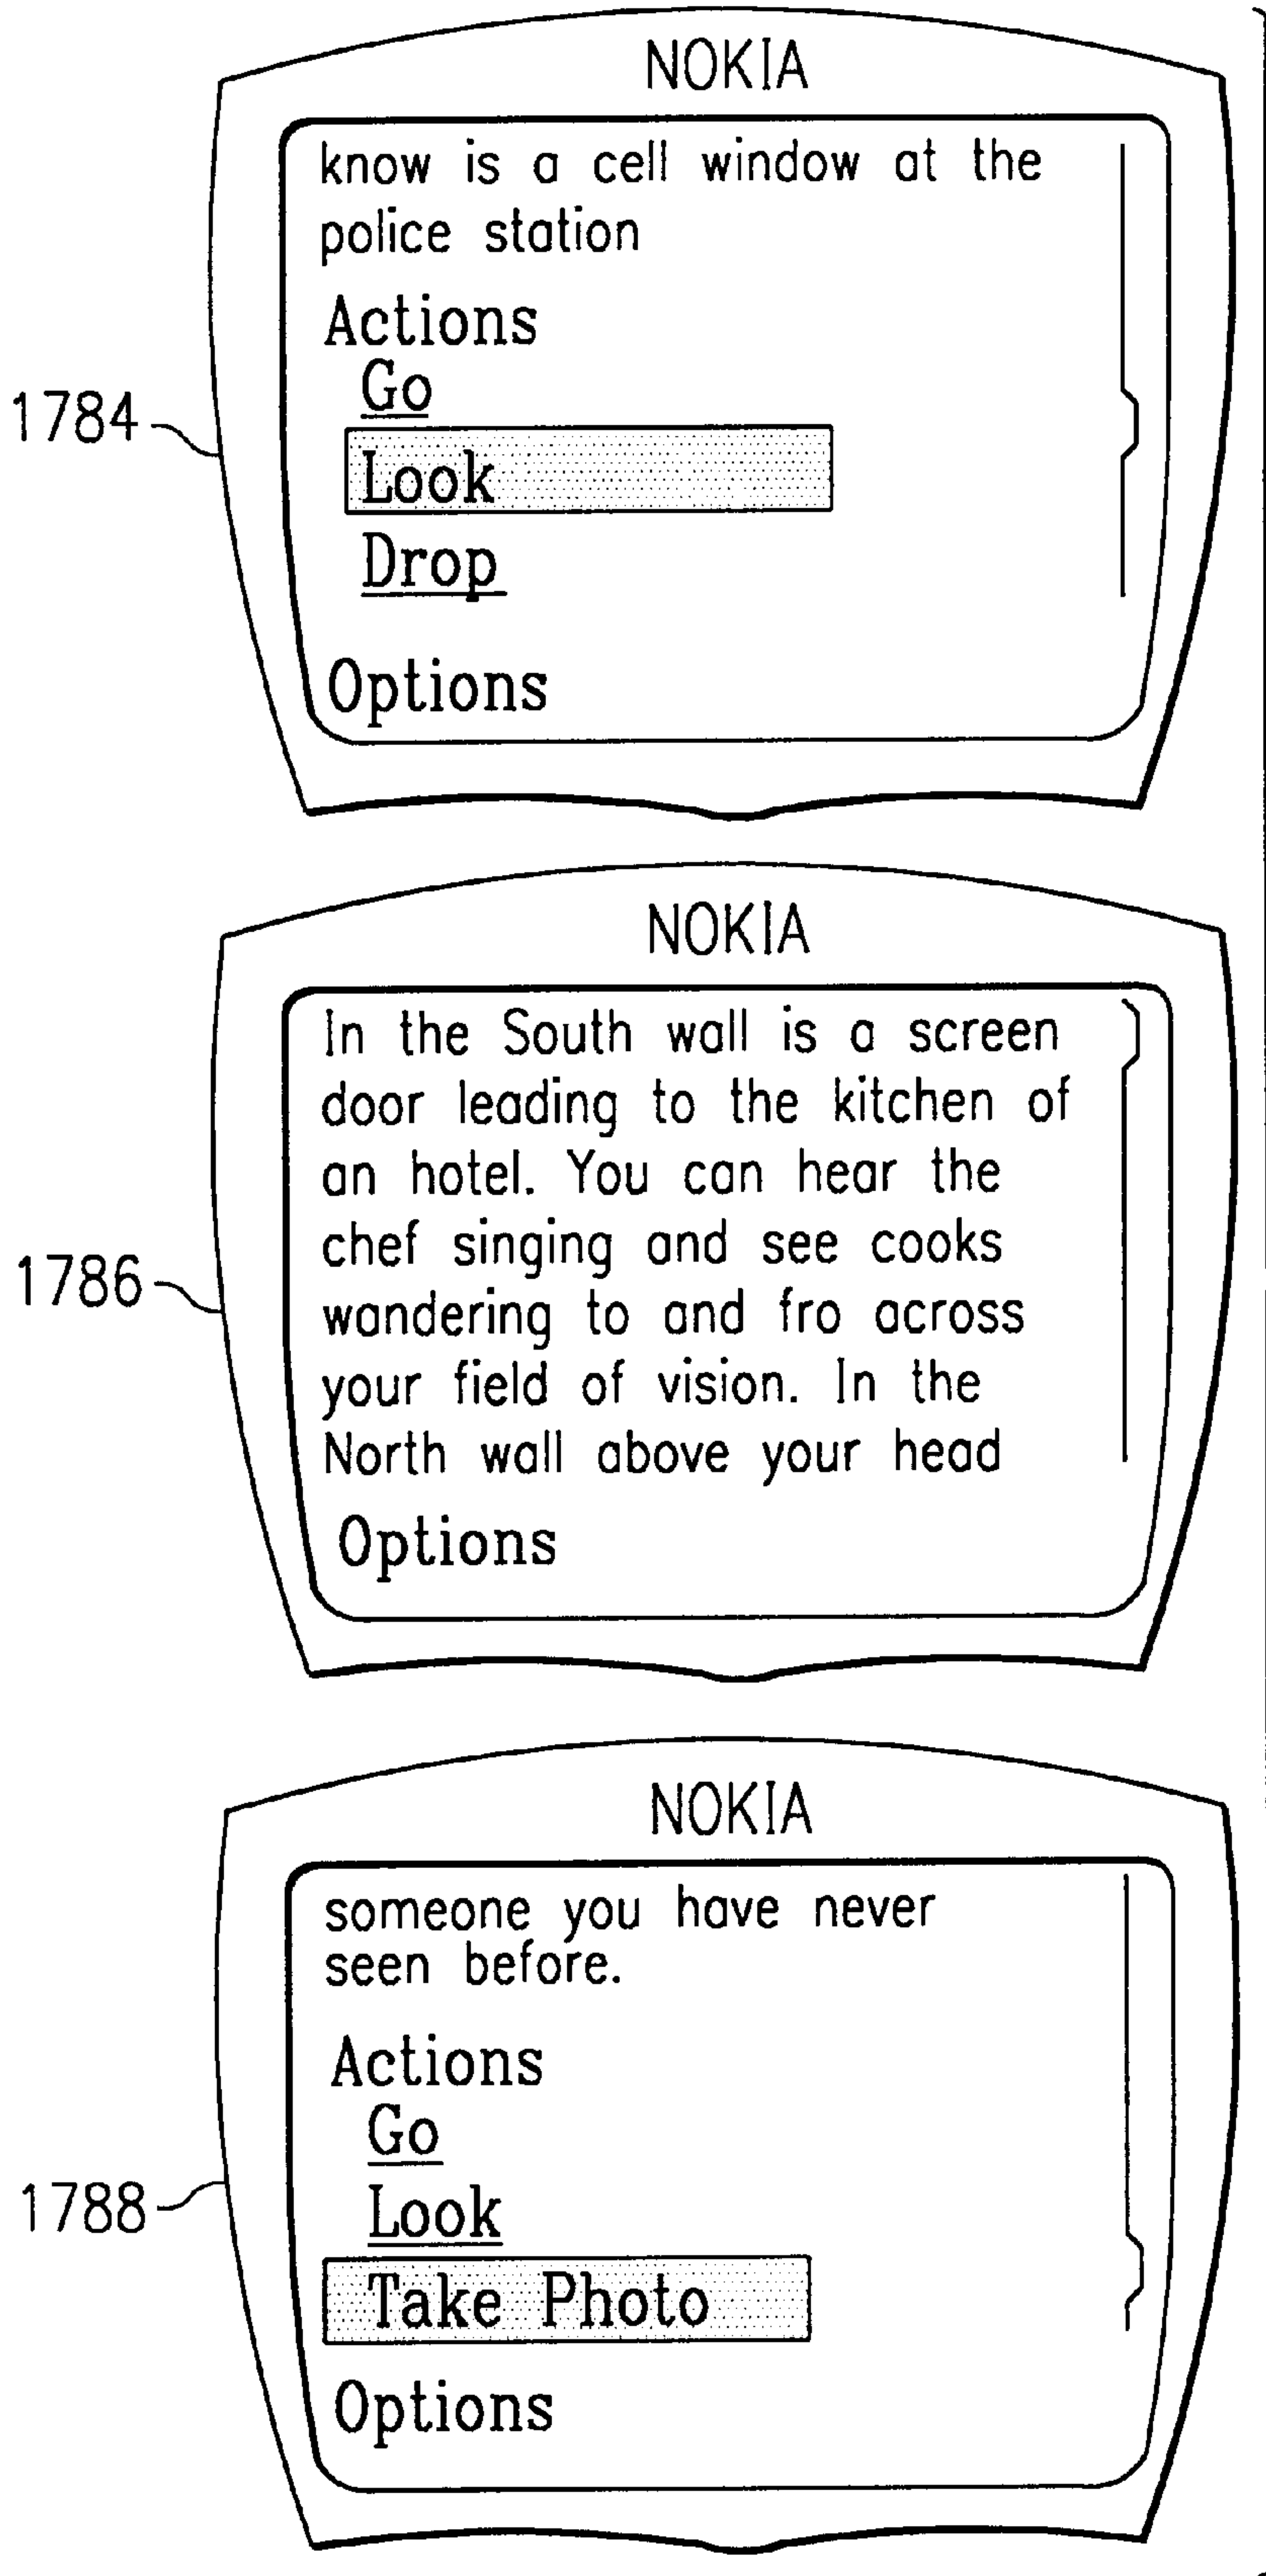 NOKIA
know is a cell window at the
police station
Actions
Go
1784
Look
Drop
Options
NOKIA
In the South wall is a screen
door leading to the kitchen of
an hotel. You can hear the
chef singing and see cooks
1786
wandering to and fro across
your field of vision. In the
North wall above your head
Options
NOKIA
someone you have never
seen before.
Actions
Go
1788
Look
Take Photo
Options